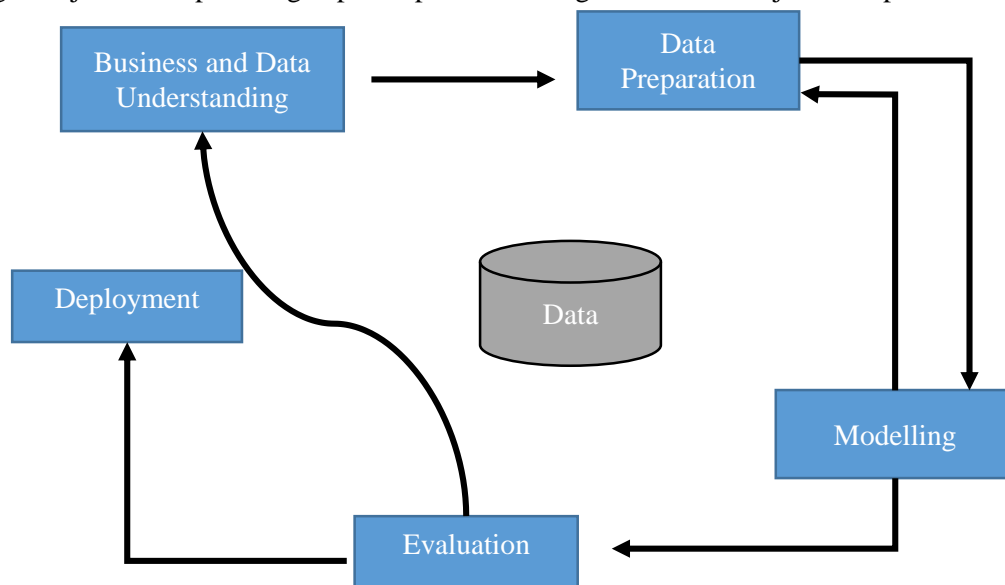 Business and Data
Understanding
Data
Preparation
Deployment
Data
Modelling
Evaluation